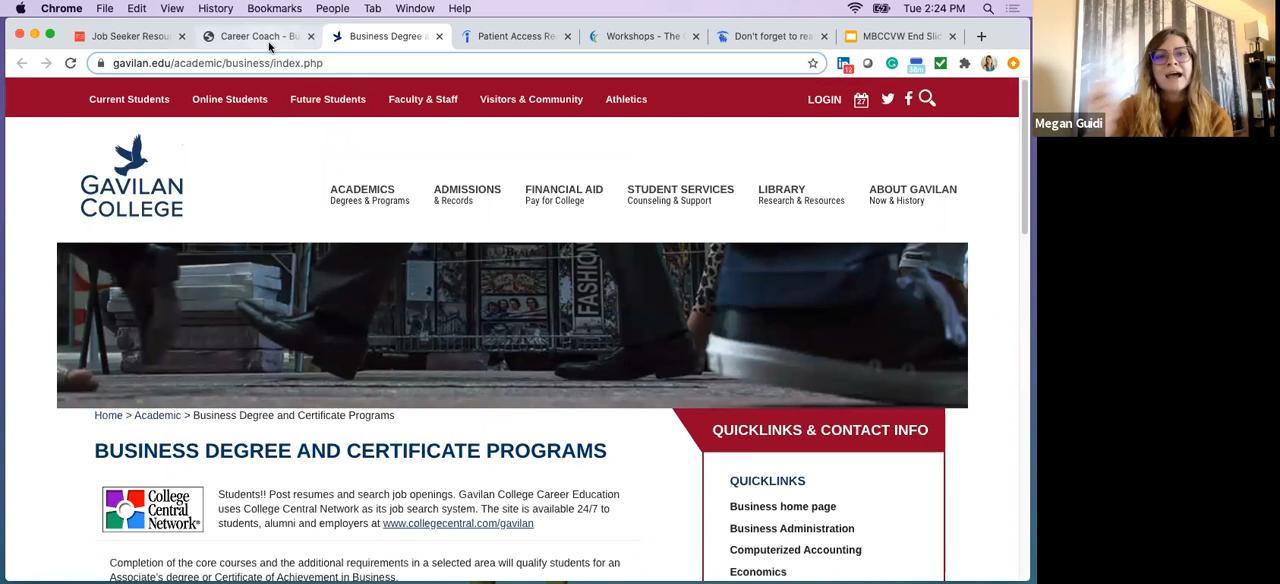 Chrome File Edit View History Bookmarks People Tab Window Help Tue 2:24 PM
Job Seeker Resou Career Coach - Bu Business Degree a Patient Access Re Workshops - The Don't forget to rea MBCCVW End Slid
gavilan.edu/academic/business/index.php
12
38m
Current Students Online Students Future Students Faculty & Staff Visitors & Community Athletics LOGIN 27
Megan Guidi
GAVILAN
COLLEGE
ACADEMICS ADMISSIONS FINANCIAL AID STUDENT SERVICES LIBRARY ABOUT GAVILAN
Degrees & Programs & Records Pay for College Counseling & Support Research & Resources Now & History
FASHION
Home > Academic > Business Degree and Certificate Programs
QUICKLINKS & CONTACT INFO
BUSINESS DEGREE AND CERTIFICATE PROGRAMS
College
Central
Network®
Students!! Post resumes and search job openings. Gavilan College Career Education
uses College Central Network as its job search system. The site is available 24/7 to
students, alumni and employers at www.collegecentral.com/gavilan
Completion of the core courses and the additional requirements in a selected area will qualify students for an
Associate's degree or Certificate of Achievement in Business.
QUICKLINKS
Business home page
Business Administration
Computerized Accounting
Economics